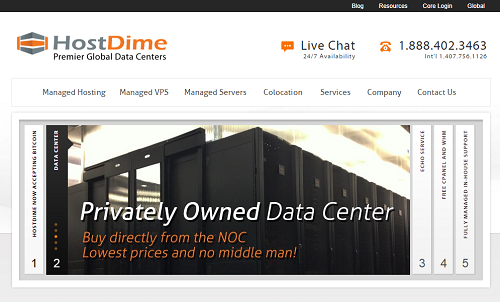 Blog Resources Core Login Global
HostDime
Premier Global Data Centers
Live Chat
24/7 Availability
1.888.402.3463
Int'l 1.407.756.1126
Managed Hosting Managed VPS Managed Servers Colocation Services Company Contact Us
HOSTDIME NOW ACCEPTING BITCOIN
1
DATA CENTER
2
Privately Owned Data Center
Buy directly from the NOC
Lowest prices and no middle man!
ECHO SERVICE
3
FREE CPANEL AND WHM
4
FULLY MANAGED IN-HOUSE SUPPORT
5